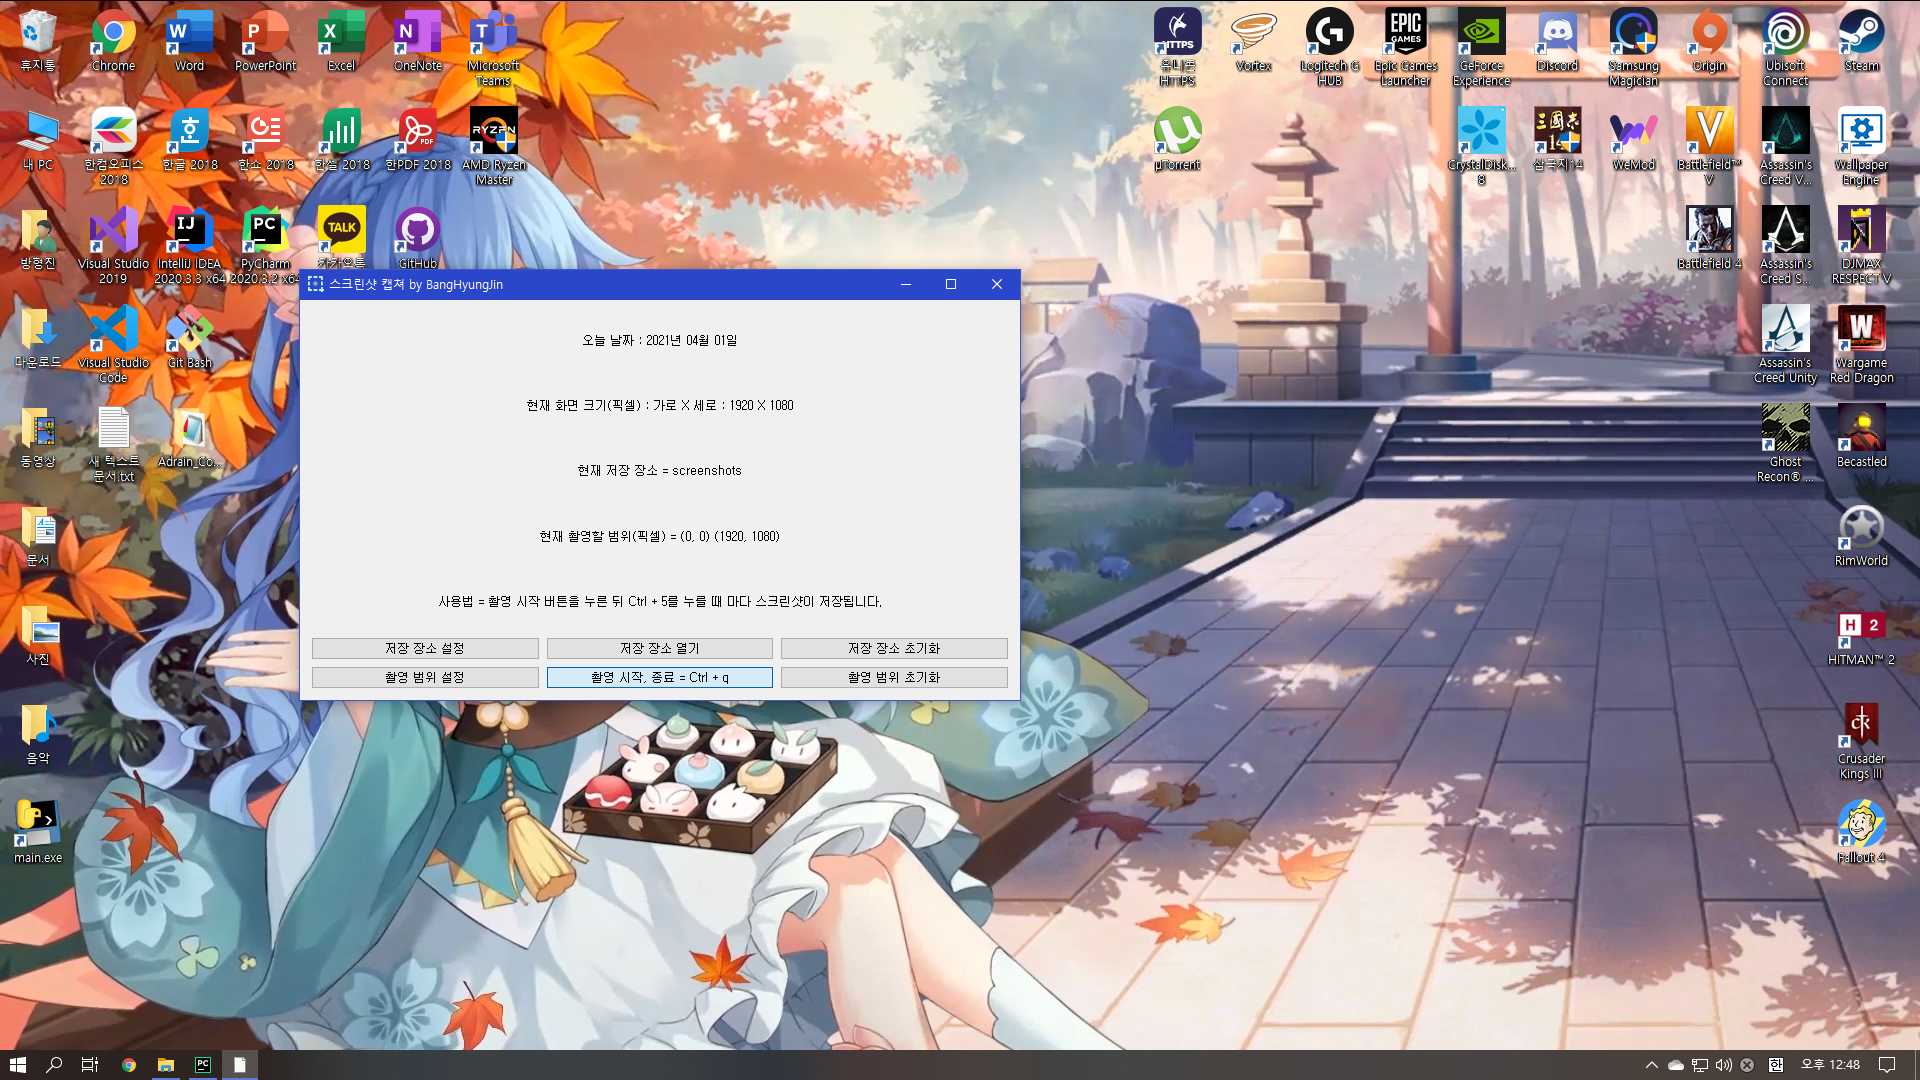 휴지통
Chrome
Word
PowerPoint
Excel
OneNote
Microsoft
Teams
유니콘
HTTPS
Vortex
Logitech G
HUB
Epic Games
Launcher
GeForce
Experience
Discord
Samsung
Magician
Origin
Ubisoft
Connect
Steam
내 PC
한컴오피스
2018
한글 2018
한쇼 2018
한셀 2018
한PDF 2018
AMD Ryzen
Master
µTorrent
CrystalDisk...
8
삼국지14
WeMod
Battlefield™
V
Assassin's
Creed V...
Wallpaper
Engine
방형진
Visual Studio
2019
IntelliJ IDEA
2020.3.3 x64
PyCharm
2020.3.2 x64
카카오톡
GitHub
Battlefield 4
Assassin's
Creed S...
DJMAX
RESPECT V
스크린샷 캡쳐 by BangHyungJin
오늘 날짜 : 2021년 04월 01일
현재 화면 크기(픽셀) : 가로 X 세로 : 1920 X 1080
현재 저장 장소 = screenshots
현재 촬영할 범위(픽셀) = (0, 0) (1920, 1080)
사용법 = 촬영 시작 버튼을 누른 뒤 Ctrl + 5를 누를 때 마다 스크린샷이 저장됩니다.
저장 장소 설정
저장 장소 열기
저장 장소 초기화
촬영 범위 설정
촬영 시작, 종료 = Ctrl + q
촬영 범위 초기화
다운로드
Visual Studio
Code
Git Bash
Assassin's
Creed Unity
Wargame
Red Dragon
동영상
새 텍스트
문서.txt
Adrain_Co...
Ghost
Recon® ...
Becastled
문서
RimWorld
사진
HITMAN™ 2
음악
Crusader
Kings III
main.exe
Fallout 4
한
오후 12:48